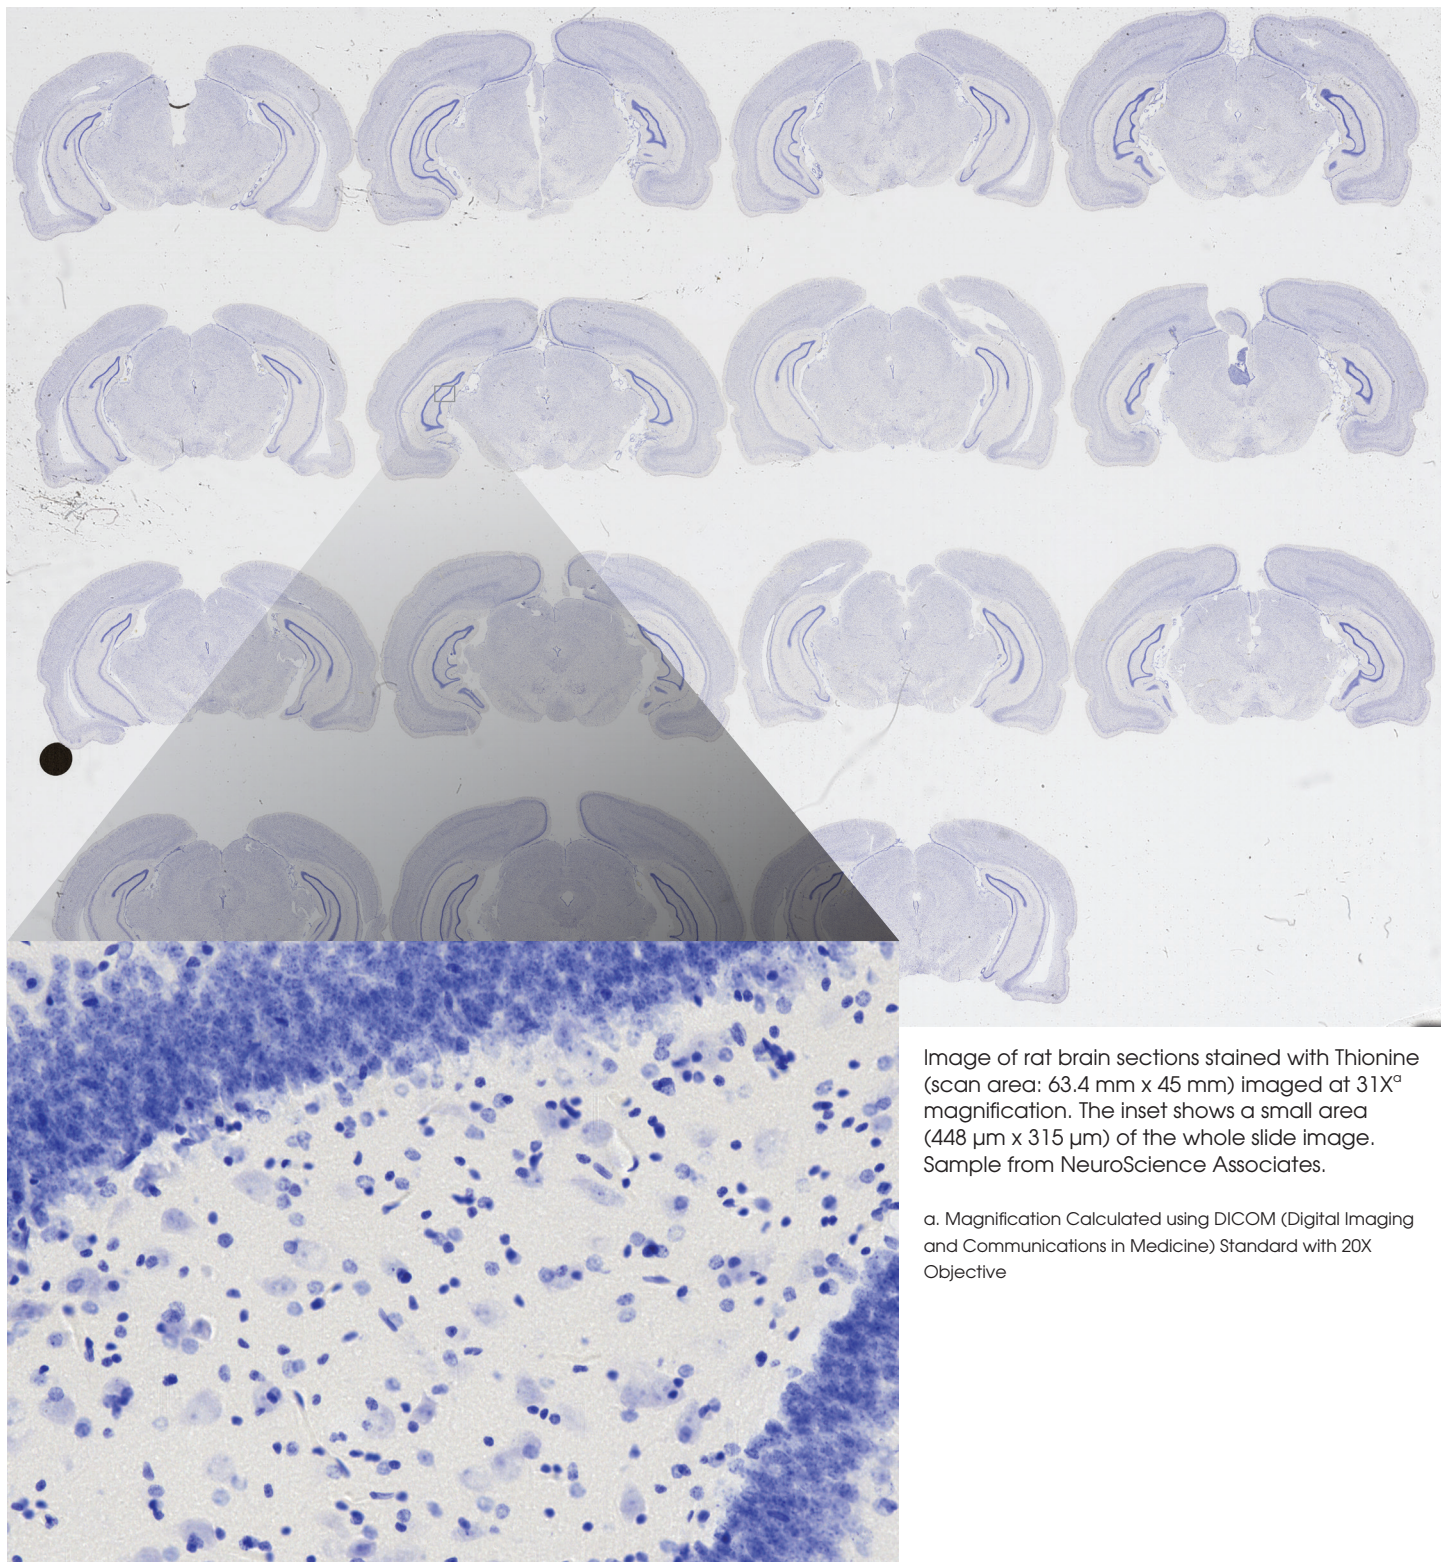 Image of rat brain sections stained with Thionine
(scan area: 63.4 mm x 45 mm) imaged at 31Xᵃ
magnification. The inset shows a small area
(448 µm x 315 µm) of the whole slide image.
Sample from NeuroScience Associates.
a. Magnification Calculated using DICOM (Digital Imaging
and Communications in Medicine) Standard with 20X
Objective